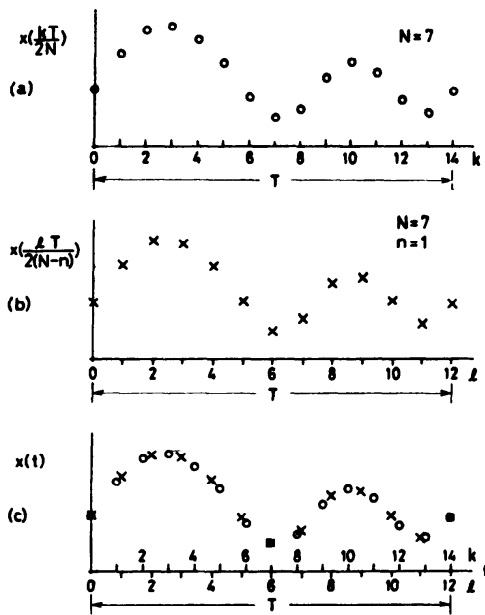 x(kT/2N)
N=7
(a)
0 2 4 6 7 8 10 12 14 k
T
N=7
n=1
x(ℓT/2(N-n))
(b)
0 2 4 6 8 10 12 ℓ
T
x(t)
(c)
2 4 6 8 10 12 14 k
0 2 4 6 8 10 12 ℓ
T